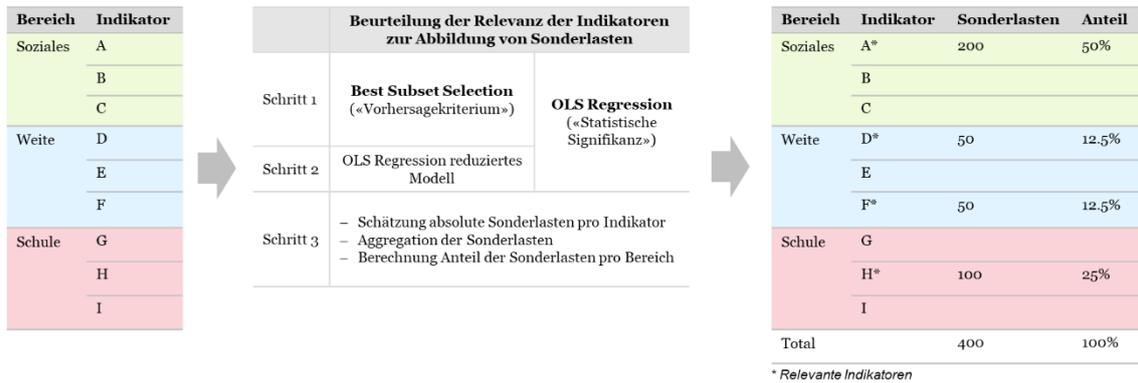 Bereich Indikator
Soziales A
B
C
Weite D
E
F
Schule G
H
I
Beurteilung der Relevanz der Indikatoren
zur Abbildung von Sonderlasten
Schritt 1
Best Subset Selection
(«Vorhersagekriterium»)
OLS Regression
(«Statistische
Signifikanz»)
Schritt 2
OLS Regression reduziertes
Modell
Schritt 3
– Schätzung absolute Sonderlasten pro Indikator
– Aggregation der Sonderlasten
– Berechnung Anteil der Sonderlasten pro Bereich
Bereich Indikator Sonderlasten Anteil
Soziales A* 200 50%
B
C
Weite D* 50 12.5%
E
F* 50 12.5%
Schule G
H* 100 25%
I
Total 400 100%
* Relevante Indikatoren